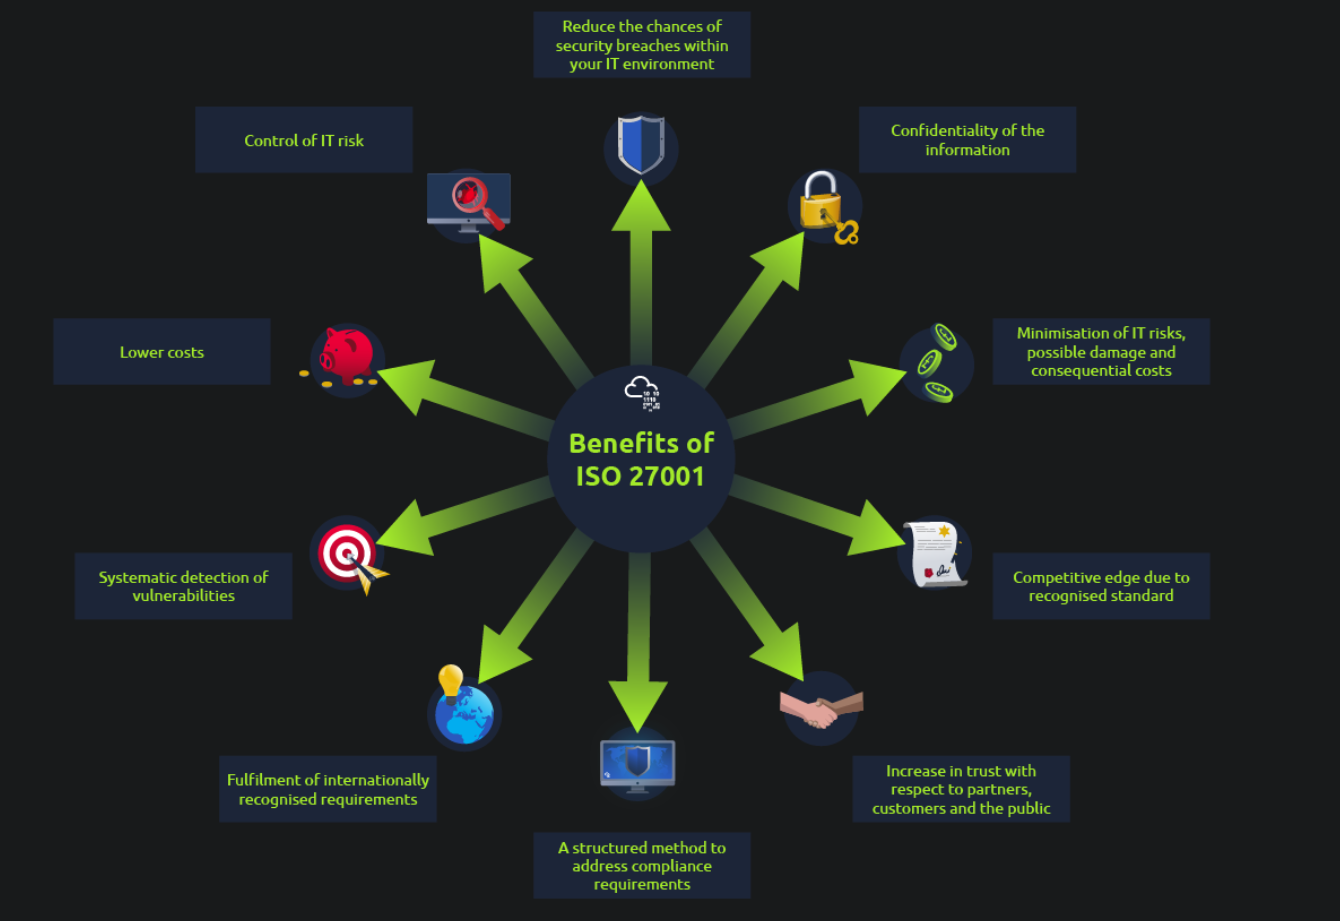 Reduce the chances of
security breaches within
your IT environment
Control of IT risk
Confidentiality of the
information
Lower costs
Minimisation of IT risks,
possible damage and
consequential costs
Benefits of
ISO 27001
Systematic detection of
vulnerabilities
Competitive edge due to
recognised standard
Fulfilment of internationally
recognised requirements
Increase in trust with
respect to partners,
customers and the public
A structured method to
address compliance
requirements